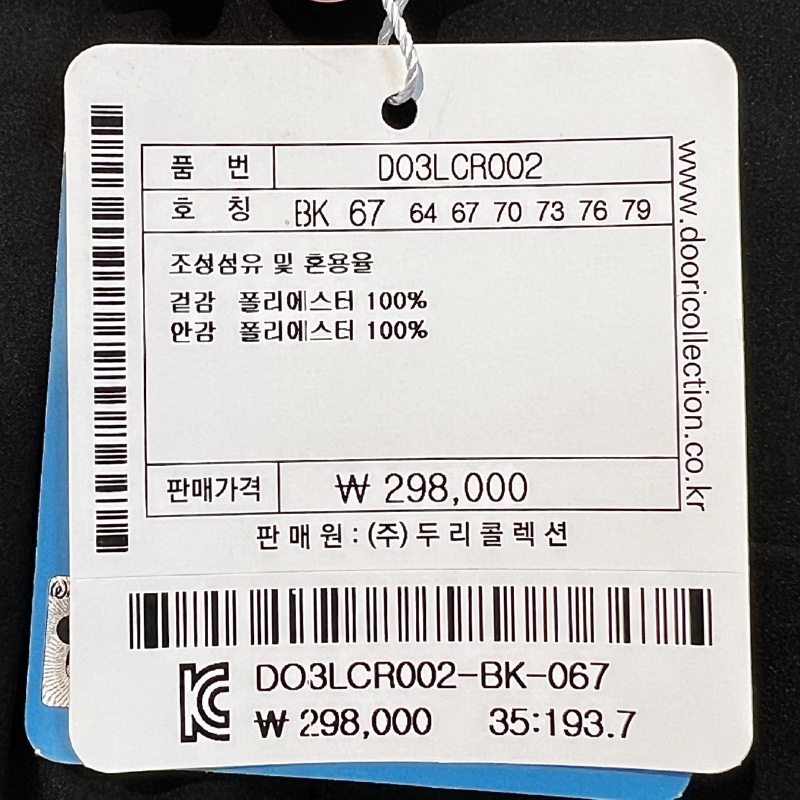 품 번 DO3LCR002
호 칭 BK 67 64 67 70 73 76 79
조성섬유 및 혼용율
겉감 폴리에스터 100%
안감 폴리에스터 100%
판매가격 ₩ 298,000
판매원:(주)두리콜렉션
www.dooricollection.co.kr
DO3LCR002-BK-067
₩ 298,000 35:193.7